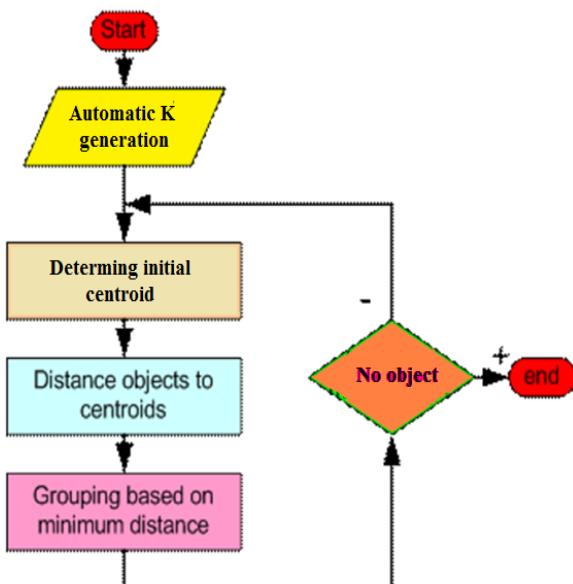 Start
Automatic K
generation
Determing initial
centroid
-
Distance objects to
centroids
No object
+
end
Grouping based on
minimum distance